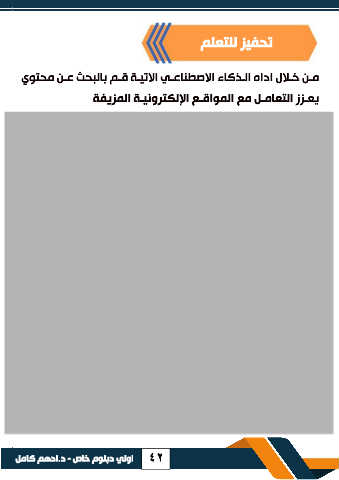 تحفيز للتعلم
من خلال اداه الذكاء الاصطناعي الاتية قم بالبحث عن محتوي
يعزز التعامل مع المواقع الإلكترونية المزيفة
٤٢
اولي دبلوم خاص - د.ادهم كامل